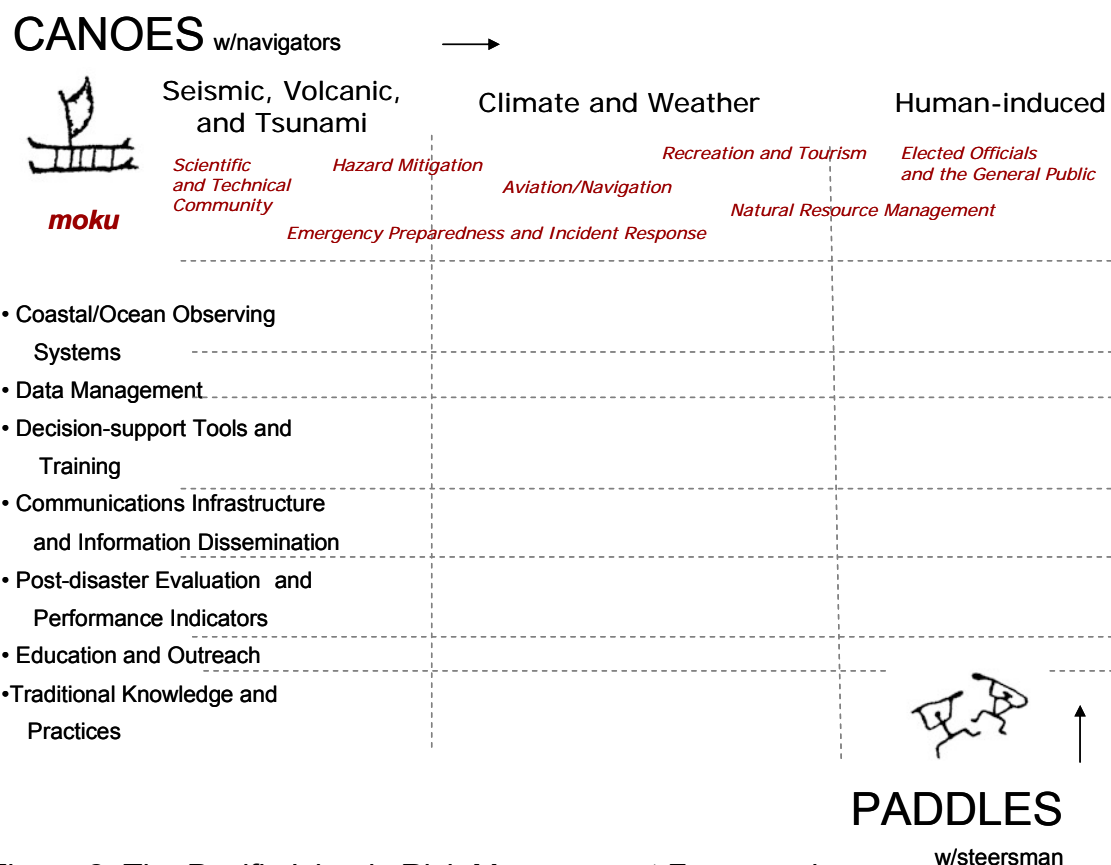 CANOES w/navigators
Seismic, Volcanic,
and Tsunami
Climate and Weather
Human-induced
Scientific
and Technical
Community
Hazard Mitigation
Recreation and Tourism
Elected Officials
and the General Public
Aviation/Navigation
moku
Natural Resource Management
Emergency Preparedness and Incident Response
• Coastal/Ocean Observing
Systems
• Data Management
• Decision-support Tools and
Training
• Communications Infrastructure
and Information Dissemination
• Post-disaster Evaluation and
Performance Indicators
• Education and Outreach
•Traditional Knowledge and
Practices
PADDLES
w/steersman